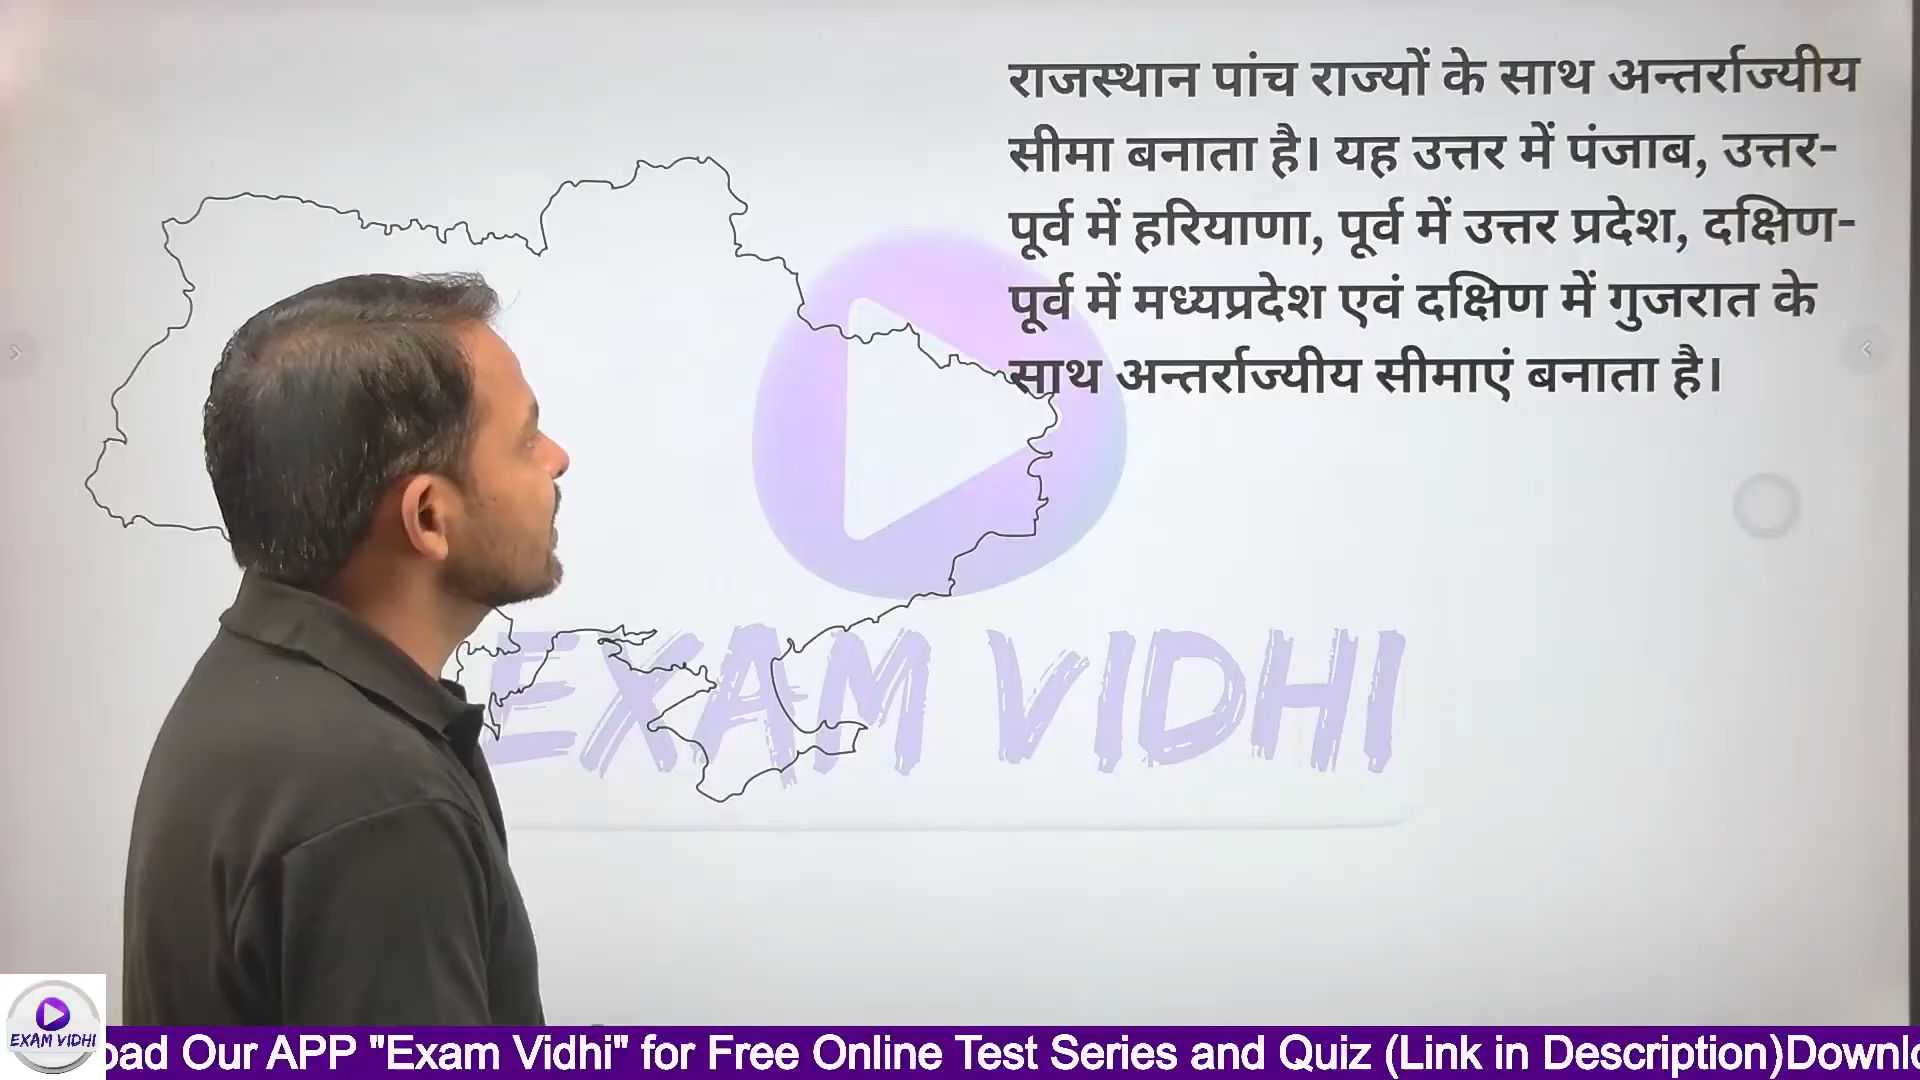 राजस्थान पांच राज्यों के साथ अन्तर्राज्यीय
सीमा बनाता है। यह उत्तर में पंजाब, उत्तर-
पूर्व में हरियाणा, पूर्व में उत्तर प्रदेश, दक्षिण-
पूर्व में मध्यप्रदेश एवं दक्षिण में गुजरात के
साथ अन्तर्राज्यीय सीमाएं बनाता है।
EXAM VIDHI
EXAM VIDHI
oad Our APP "Exam Vidhi" for Free Online Test Series and Quiz (Link in Description)Downlo